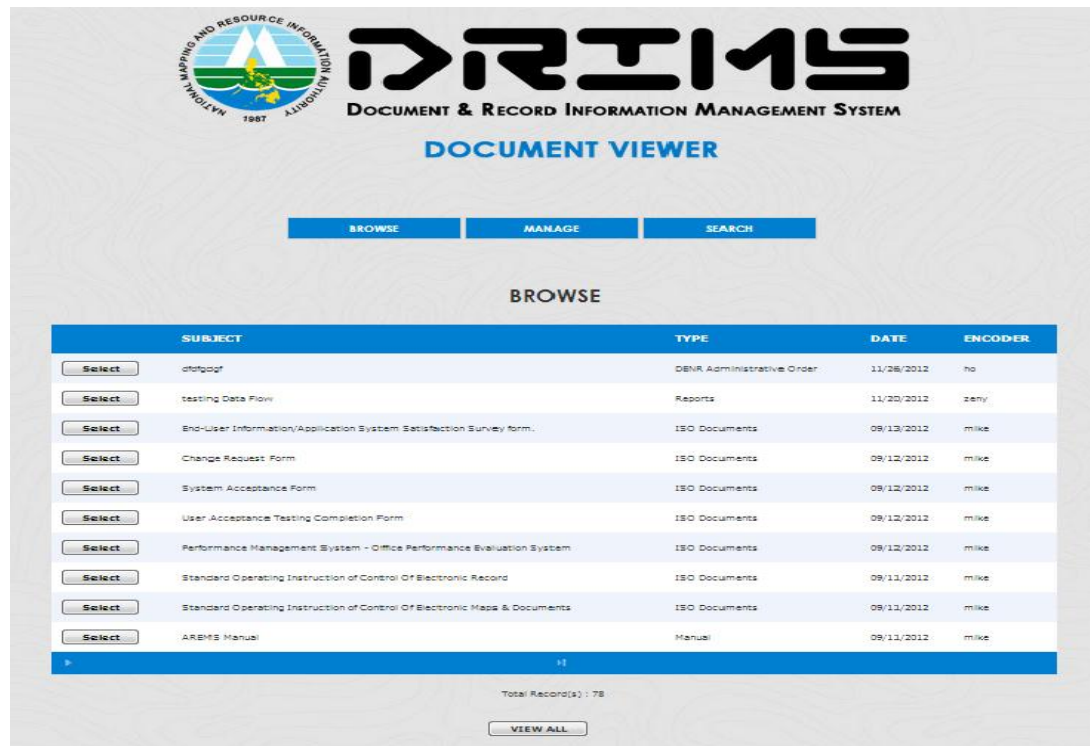 NATIONAL MAPPING AND RESOURCE INFORMATION AUTHORITY
1987
DRIMS
DOCUMENT & RECORD INFORMATION MANAGEMENT SYSTEM
DOCUMENT VIEWER
BROWSE MANAGE SEARCH
BROWSE
SUBJECT TYPE DATE ENCODER
Select DENR Administrative Order 11/26/2012 ho
Select testing Data Flow Reports 11/20/2012 zeny
Select End-User Information/Application System Satisfaction Survey form. ISO Documents 09/13/2012 mike
Select Change Request Form ISO Documents 09/12/2012 mike
Select System Acceptance Form ISO Documents 09/12/2012 mike
Select User Acceptance Testing Completion Form ISO Documents 09/12/2012 mike
Select Performance Management System - Office Performance Evaluation System ISO Documents 09/12/2012 mike
Select Standard Operating Instruction of Control Of Electronic Record ISO Documents 09/11/2012 mike
Select Standard Operating Instruction of Control Of Electronic Maps & Documents ISO Documents 09/11/2012 mike
Select AREMS Manual Manual 09/11/2012 mike
Total Record(s) : 78
VIEW ALL